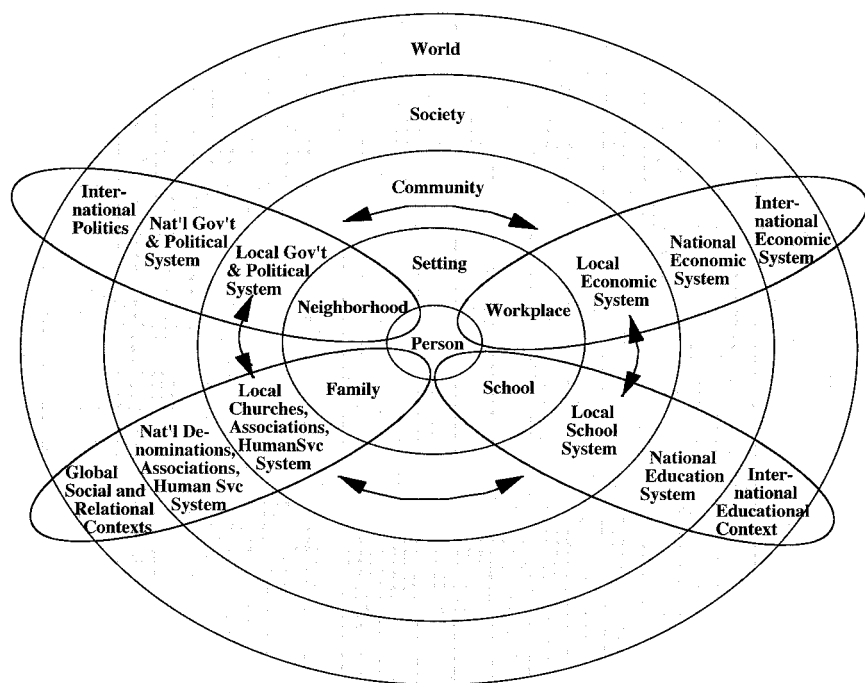 World
Society
Community
Setting
Person
Inter-
national
Politics
Nat'l Gov't
& Political
System
Local Gov't
& Political
System
Neighborhood
Workplace
Local
Economic
System
National
Economic
System
Inter-
national
Economic
System
Family
Local
Churches,
Associations,
HumanSvc
System
Nat'l De-
nominations,
Associations,
Human Svc
System
Global
Social and
Relational
Contexts
School
Local
School
System
National
Education
System
Inter-
national
Educational
Context